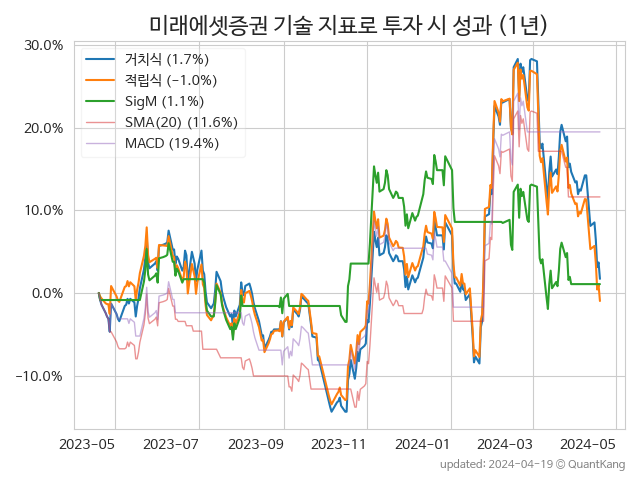 미래에셋증권 기술 지표로 투자 시 성과 (1년)
30.0%
20.0%
10.0%
0.0%
−10.0%
거치식 (1.7%)
적립식 (−1.0%)
SigM (1.1%)
SMA(20) (11.6%)
MACD (19.4%)
2023-05
2023-07
2023-09
2023-11
2024-01
2024-03
2024-05
updated: 2024-04-19 © QuantKang